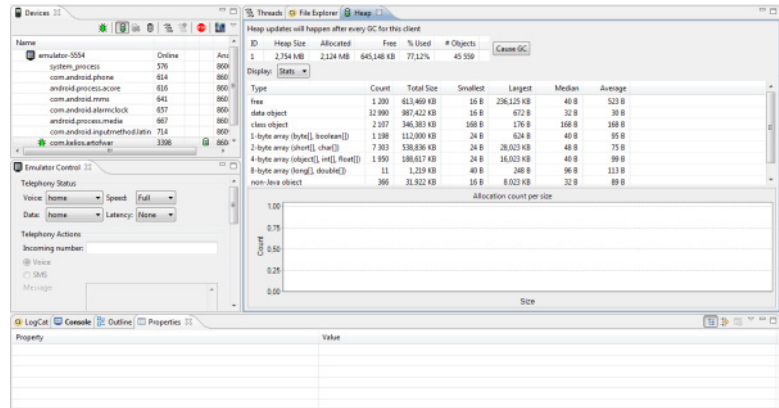 Devices
Name
emulator-5554 Online
system_process 576 860
com.android.phone 614 860
android.process.acore 616 860
com.android.mms 641 860
com.android.alarmclock 657 860
android.process.media 667 860
com.android.inputmethod.latin 714 860
com.kelios.artofwar 3398 860
Emulator Control
Telephony Status
Voice: home Speed: Full
Data: home Latency: None
Telephony Actions
Incoming number:
Voice
SMS
Message:
Threads File Explorer Heap
Heap updates will happen after every GC for this client
ID Heap Size Allocated Free % Used # Objects
1 2,754 MB 2,124 MB 645,148 KB 77,12% 45 559
Cause GC
Display: Stats
Type Count Total Size Smallest Largest Median Average
free 1 200 613,469 KB 16 B 236,125 KB 40 B 523 B
data object 32 990 987,422 KB 16 B 672 B 32 B 30 B
class object 2 107 346,383 KB 168 B 176 B 168 B 168 B
1-byte array (byte[], boolean[]) 1 198 112,000 KB 24 B 624 B 40 B 95 B
2-byte array (short[], char[]) 7 303 538,836 KB 24 B 28,023 KB 48 B 75 B
4-byte array (object[], int[], float[]) 1 950 188,617 KB 24 B 16,023 KB 40 B 99 B
8-byte array (long[], double[]) 11 1,219 KB 40 B 248 B 96 B 113 B
non-Java object 366 31,922 KB 16 B 8,023 KB 32 B 89 B
Allocation count per size
Count
1.00
0.75
0.50
0.25
0.00
Size
LogCat Console Outline Properties
Property Value